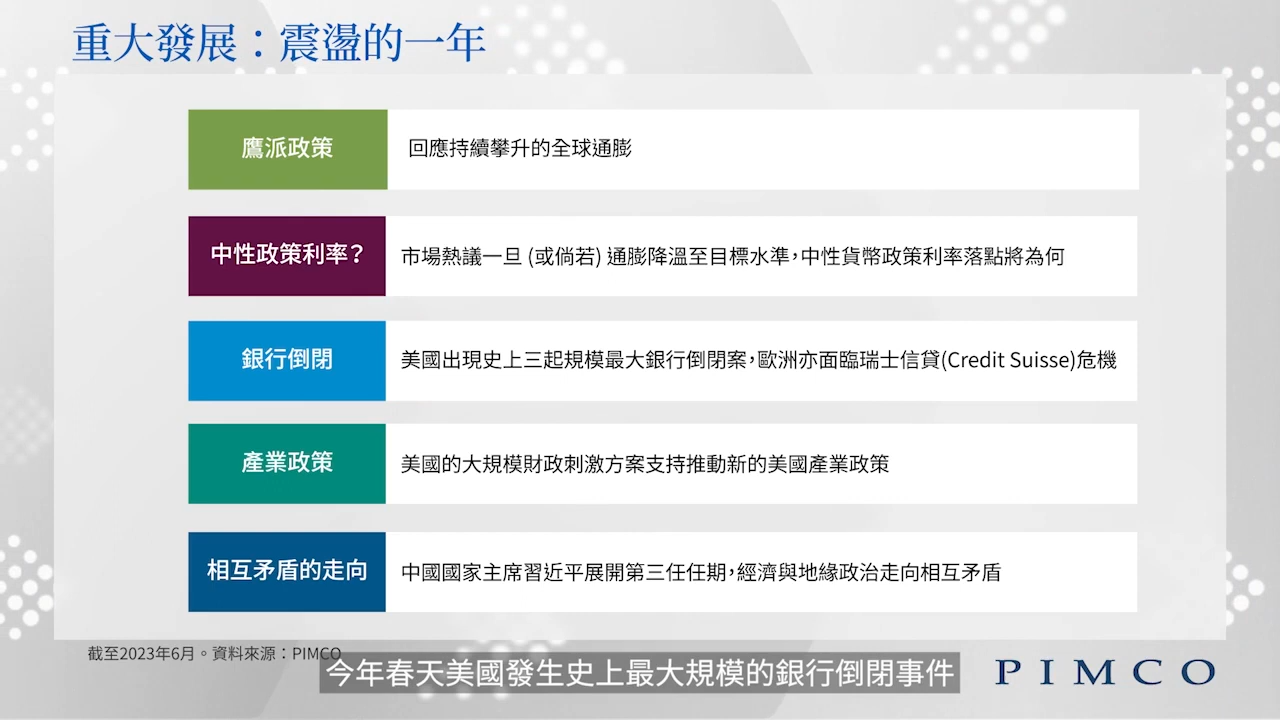 重大發展：震盪的一年
鷹派政策
回應持續攀升的全球通膨
中性政策利率？
市場熱議一旦 (或倘若) 通膨降溫至目標水準，中性貨幣政策利率落點將為何
銀行倒閉
美國出現史上三起規模最大銀行倒閉案，歐洲亦面臨瑞士信貸(Credit Suisse)危機
產業政策
美國的大規模財政刺激方案支持推動新的美國產業政策
相互矛盾的走向
中國國家主席習近平展開第三任任期，經濟與地緣政治走向相互矛盾
截至2023年6月。資料來源：PIMCO
今年春天美國發生史上最大規模的銀行倒閉事件
PIMCO